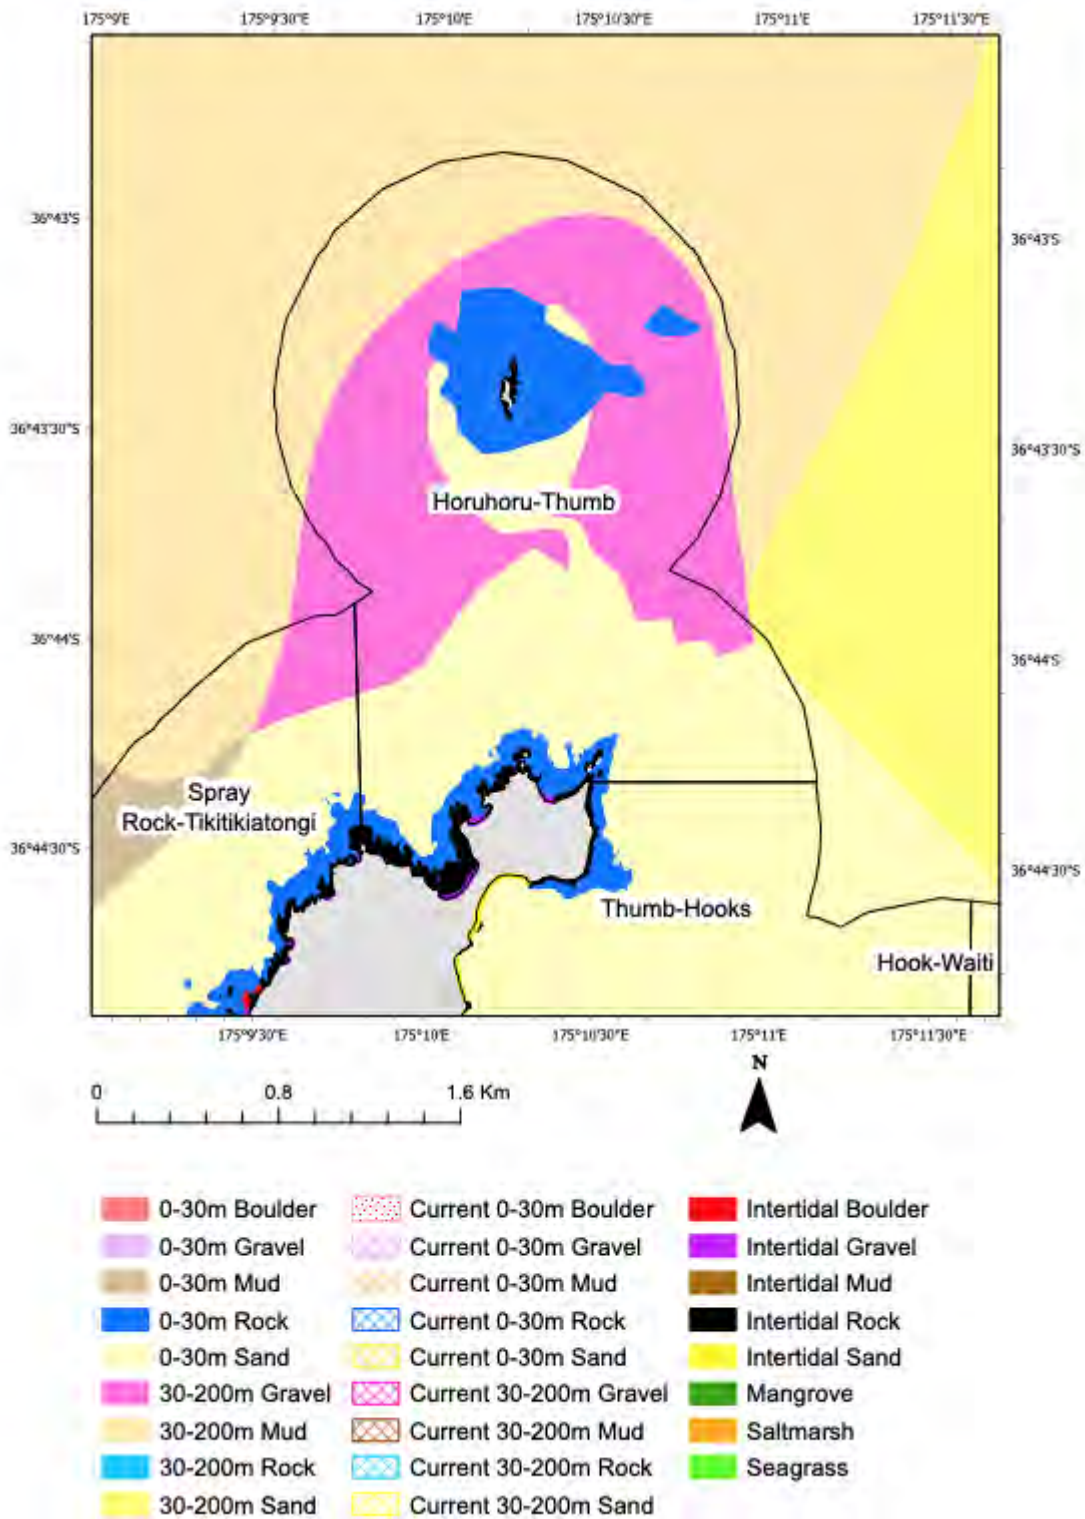 175°9'E 175°9'30"E 175°10'E 175°10'30"E 175°11'E 175°11'30"E
36°43'S
36°43'S
36°43'30"S
36°43'30"S
Horuhoru-Thumb
36°44'S
36°44'S
Spray
Rock-Tikitikiatongi
36°44'30"S
36°44'30"S
Thumb-Hooks
Hook-Waiti
175°9'30"E 175°10'E 175°10'30"E 175°11'E 175°11'30"E
N
0 0.8 1.6 Km
0-30m Boulder
0-30m Gravel
0-30m Mud
0-30m Rock
0-30m Sand
30-200m Gravel
30-200m Mud
30-200m Rock
30-200m Sand
Current 0-30m Boulder
Current 0-30m Gravel
Current 0-30m Mud
Current 0-30m Rock
Current 0-30m Sand
Current 30-200m Gravel
Current 30-200m Mud
Current 30-200m Rock
Current 30-200m Sand
Intertidal Boulder
Intertidal Gravel
Intertidal Mud
Intertidal Rock
Intertidal Sand
Mangrove
Saltmarsh
Seagrass